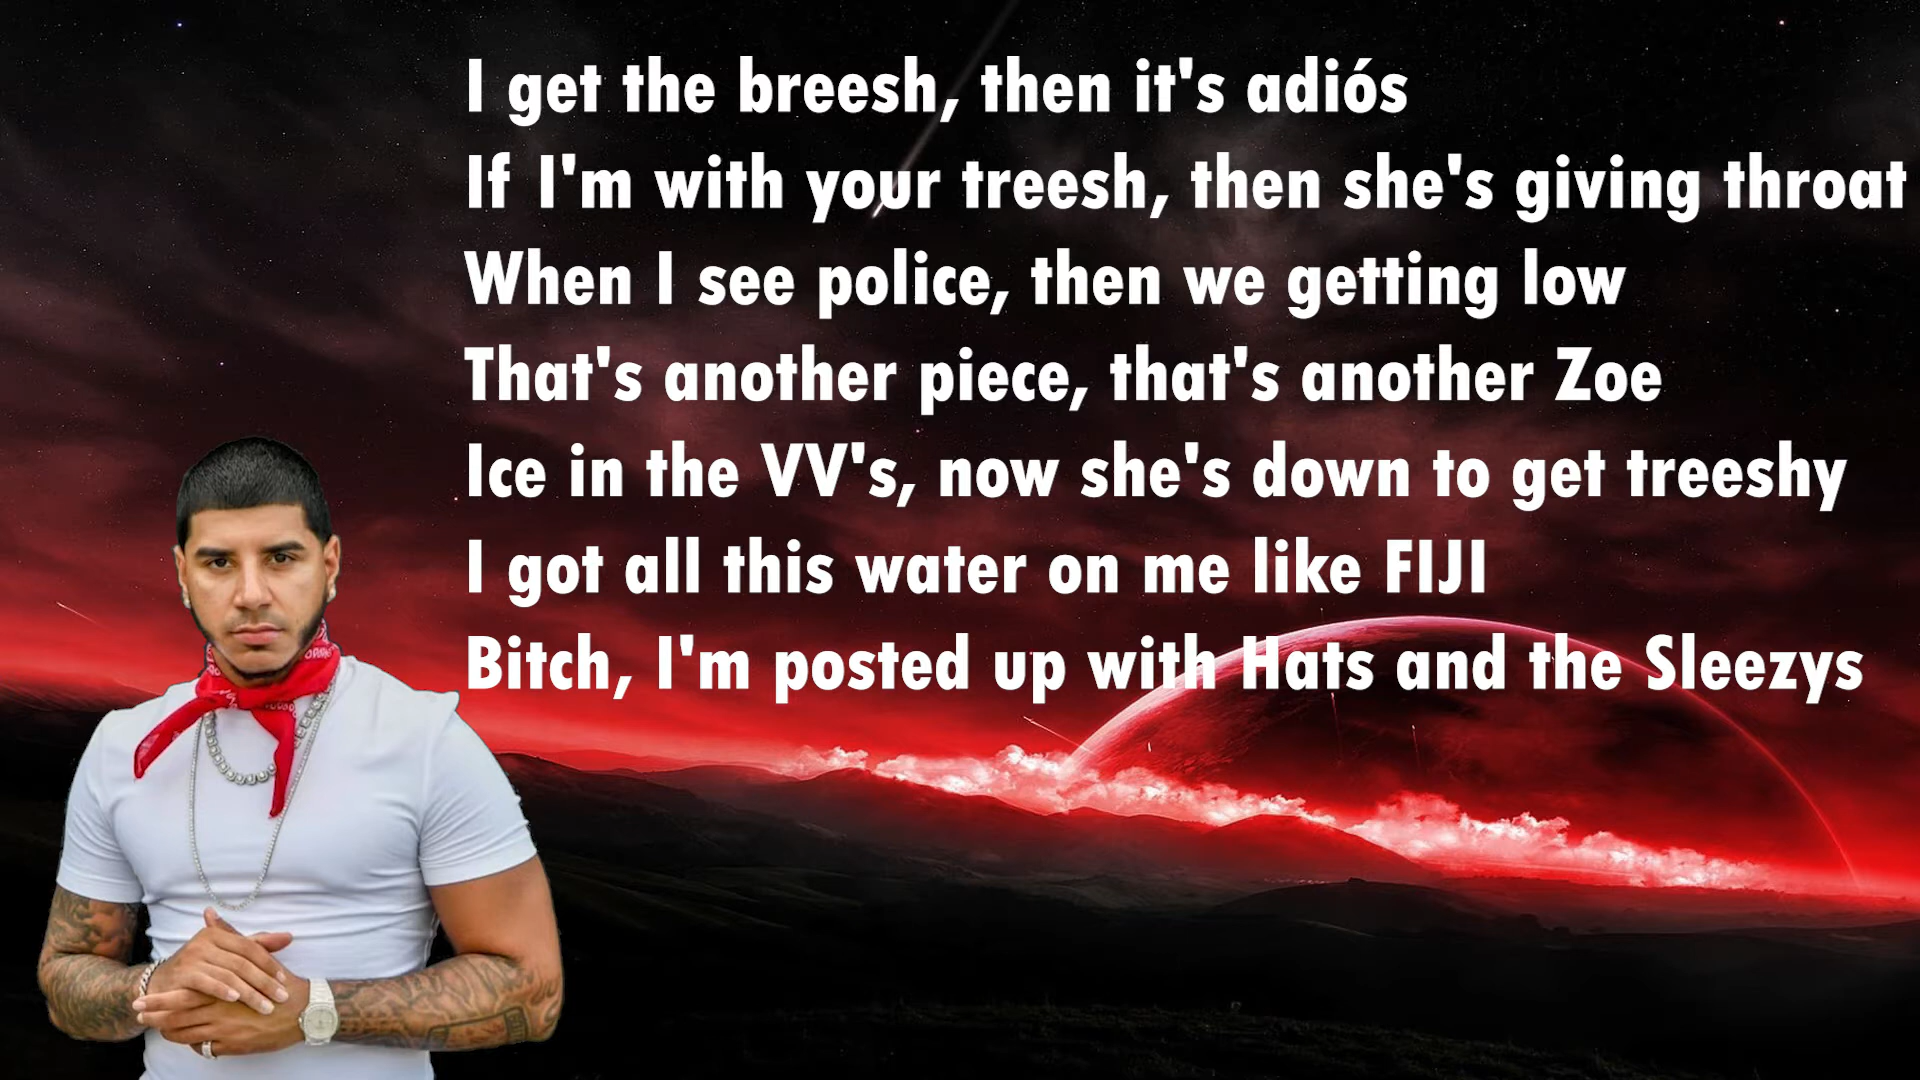 I get the breesh, then it's adiós
If I'm with your treesh, then she's giving throat
When I see police, then we getting low
That's another piece, that's another Zoe
Ice in the VV's, now she's down to get treeshy
I got all this water on me like FIJI
Bitch, I'm posted up with Hats and the Sleezys